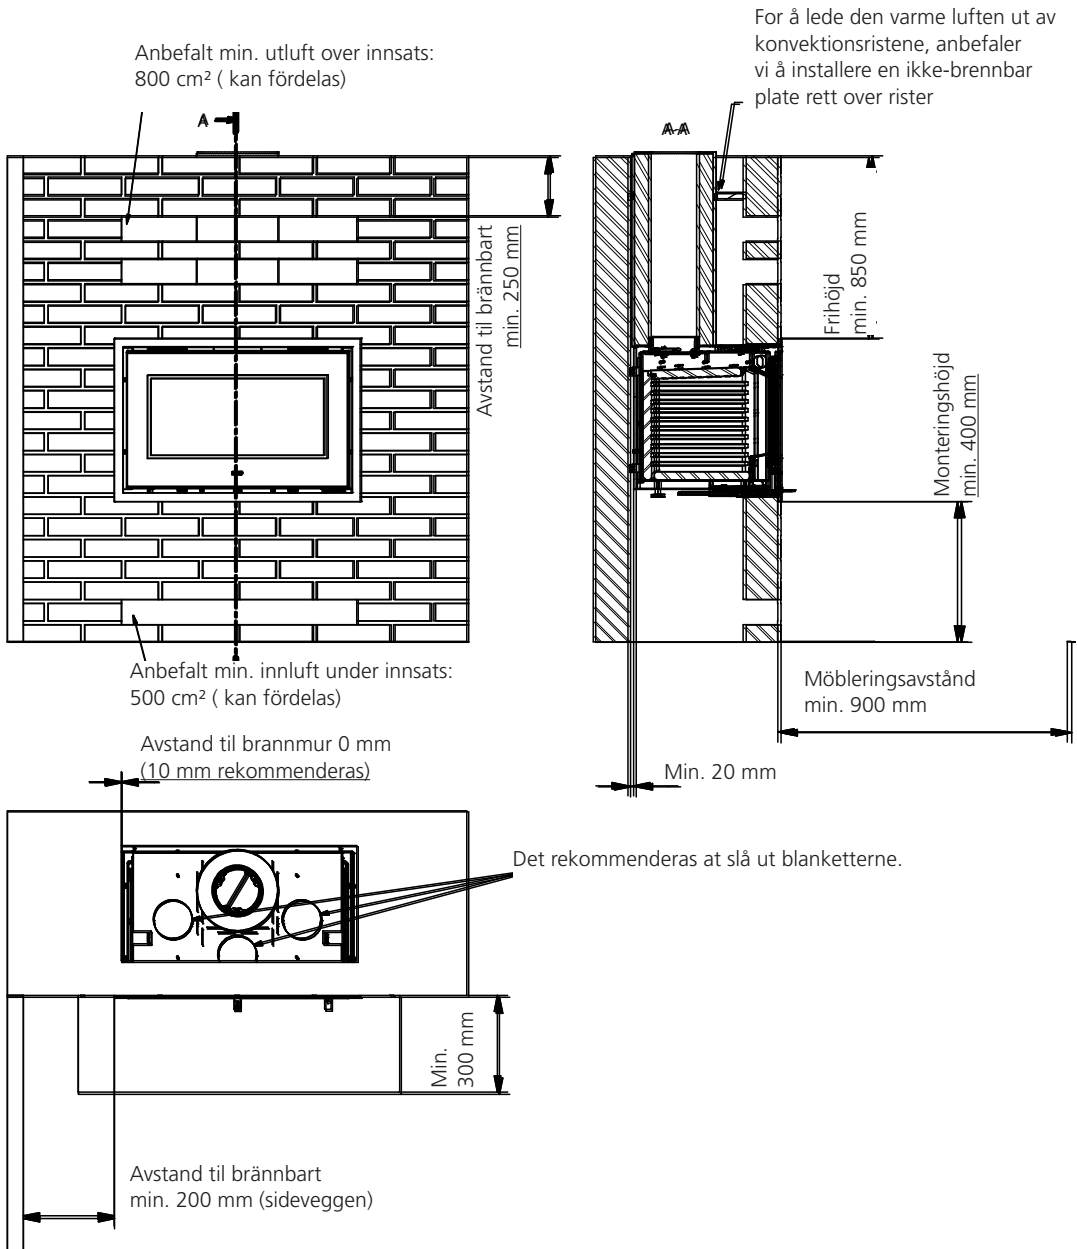 For å lede den varme luften ut av
konvektionsristene, anbefaler
vi å installere en ikke-brennbar
plate rett over rister
Anbefalt min. utluft over innsats:
800 cm² ( kan fördelas)
A
A-A
Avstand til brännbart
min. 250 mm
Frihöjd
min. 850 mm
Monteringshöjd
min. 400 mm
Anbefalt min. innluft under innsats:
500 cm² ( kan fördelas)
Möbleringsavstånd
min. 900 mm
Avstand til brannmur 0 mm
(10 mm rekommenderas)
Min. 20 mm
Det rekommenderas at slå ut blanketterne.
Min.
300 mm
Avstand til brännbart
min. 200 mm (sideveggen)